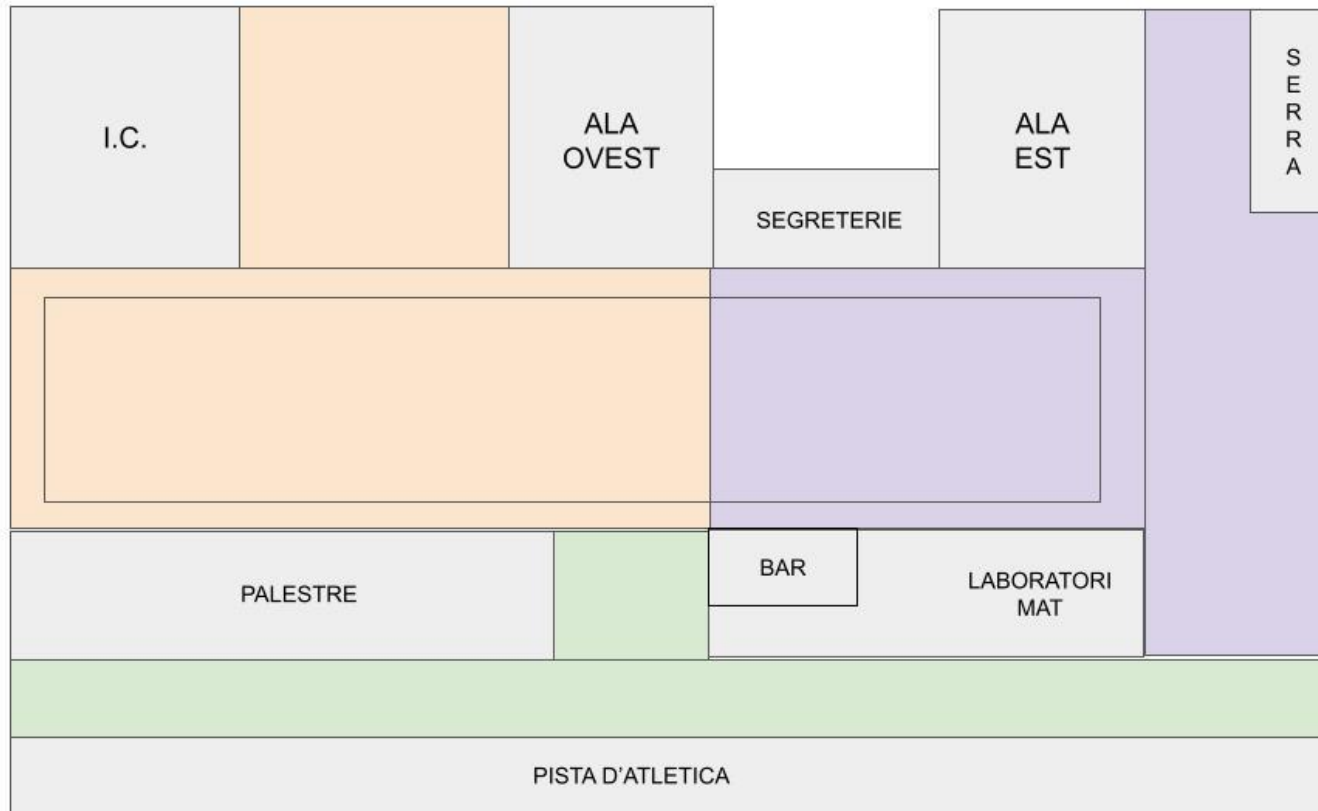 I.C.
ALA
OVEST
ALA
EST
S
E
R
R
A
SEGRETERIE
BAR
LABORATORI
MAT
PALESTRE
PISTA D'ATLETICA